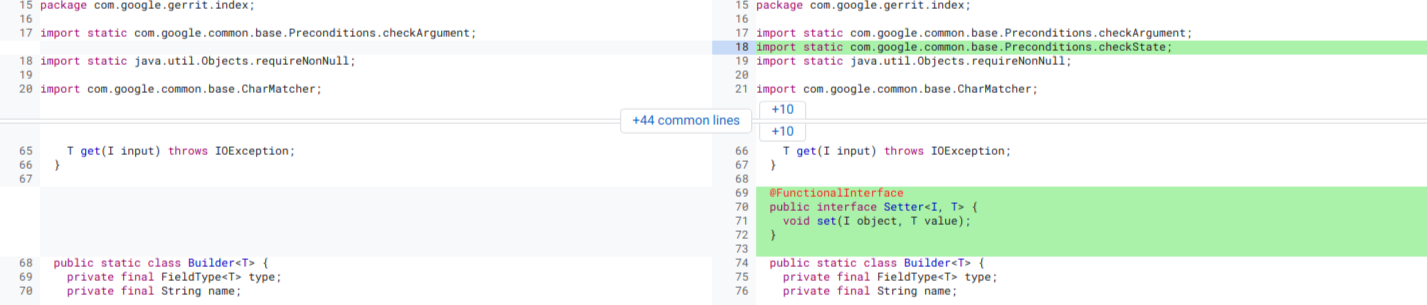 15 package com.google.gerrit.index;
16
17 import static com.google.common.base.Preconditions.checkArgument;
18 import static java.util.Objects.requireNonNull;
19
20 import com.google.common.base.CharMatcher;
+44 common lines
65 T get(I input) throws IOException;
66 }
67
68 public static class Builder<T> {
69 private final FieldType<T> type;
70 private final String name;
15 package com.google.gerrit.index;
16
17 import static com.google.common.base.Preconditions.checkArgument;
18 import static com.google.common.base.Preconditions.checkState;
19 import static java.util.Objects.requireNonNull;
20
21 import com.google.common.base.CharMatcher;
+10
+10
66 T get(I input) throws IOException;
67 }
68
69 @FunctionalInterface
70 public interface Setter<I, T> {
71 void set(I object, T value);
72 }
73
74 public static class Builder<T> {
75 private final FieldType<T> type;
76 private final String name;